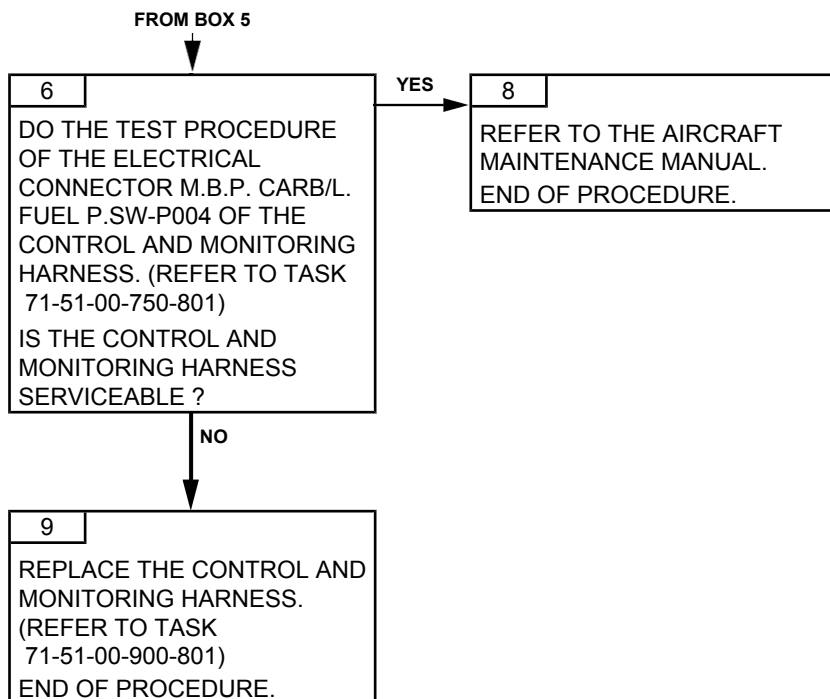 FROM BOX 5
6
DO THE TEST PROCEDURE
OF THE ELECTRICAL
CONNECTOR M.B.P. CARB/L.
FUEL P.SW-P004 OF THE
CONTROL AND MONITORING
HARNESS. (REFER TO TASK
71-51-00-750-801)
IS THE CONTROL AND
MONITORING HARNESS
SERVICEABLE ?
YES
8
REFER TO THE AIRCRAFT
MAINTENANCE MANUAL.
END OF PROCEDURE.
NO
9
REPLACE THE CONTROL AND
MONITORING HARNESS.
(REFER TO TASK
71-51-00-900-801)
END OF PROCEDURE.